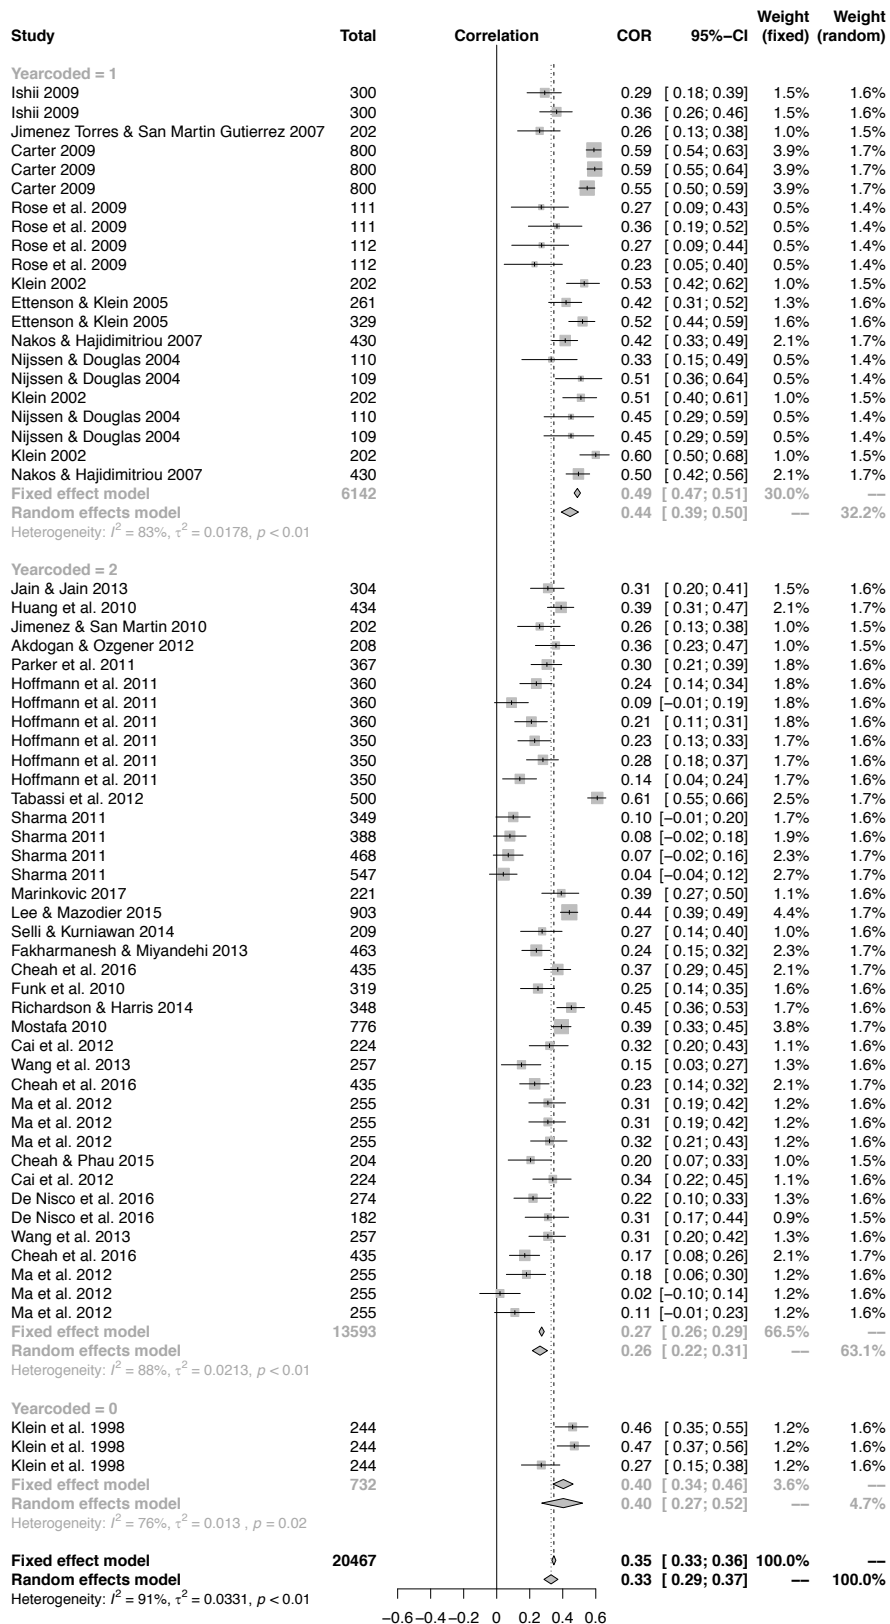 Study Total Correlation COR 95%−CI Weight (fixed) Weight (random)
Yearcoded = 1
Ishii 2009 300 0.29 [ 0.18; 0.39] 1.5% 1.6%
Ishii 2009 300 0.36 [ 0.26; 0.46] 1.5% 1.6%
Jimenez Torres & San Martin Gutierrez 2007 202 0.26 [ 0.13; 0.38] 1.0% 1.5%
Carter 2009 800 0.59 [ 0.54; 0.63] 3.9% 1.7%
Carter 2009 800 0.59 [ 0.55; 0.64] 3.9% 1.7%
Carter 2009 800 0.55 [ 0.50; 0.59] 3.9% 1.7%
Rose et al. 2009 111 0.27 [ 0.09; 0.43] 0.5% 1.4%
Rose et al. 2009 111 0.36 [ 0.19; 0.52] 0.5% 1.4%
Rose et al. 2009 112 0.27 [ 0.09; 0.44] 0.5% 1.4%
Rose et al. 2009 112 0.23 [ 0.05; 0.40] 0.5% 1.4%
Klein 2002 202 0.53 [ 0.42; 0.62] 1.0% 1.5%
Ettenson & Klein 2005 261 0.42 [ 0.31; 0.52] 1.3% 1.6%
Ettenson & Klein 2005 329 0.52 [ 0.44; 0.59] 1.6% 1.6%
Nakos & Hajidimitriou 2007 430 0.42 [ 0.33; 0.49] 2.1% 1.7%
Nijssen & Douglas 2004 110 0.33 [ 0.15; 0.49] 0.5% 1.4%
Nijssen & Douglas 2004 109 0.51 [ 0.36; 0.64] 0.5% 1.4%
Klein 2002 202 0.51 [ 0.40; 0.61] 1.0% 1.5%
Nijssen & Douglas 2004 110 0.45 [ 0.29; 0.59] 0.5% 1.4%
Nijssen & Douglas 2004 109 0.45 [ 0.29; 0.59] 0.5% 1.4%
Klein 2002 202 0.60 [ 0.50; 0.68] 1.0% 1.5%
Nakos & Hajidimitriou 2007 430 0.50 [ 0.42; 0.56] 2.1% 1.7%
Fixed effect model 6142 0.49 [ 0.47; 0.51] 30.0% −−
Random effects model 0.44 [ 0.39; 0.50] −− 32.2%
Heterogeneity: I² = 83%, τ² = 0.0178, p < 0.01
Yearcoded = 2
Jain & Jain 2013 304 0.31 [ 0.20; 0.41] 1.5% 1.6%
Huang et al. 2010 434 0.39 [ 0.31; 0.47] 2.1% 1.7%
Jimenez & San Martin 2010 202 0.26 [ 0.13; 0.38] 1.0% 1.5%
Akdogan & Ozgener 2012 208 0.36 [ 0.23; 0.47] 1.0% 1.5%
Parker et al. 2011 367 0.30 [ 0.21; 0.39] 1.8% 1.6%
Hoffmann et al. 2011 360 0.24 [ 0.14; 0.34] 1.8% 1.6%
Hoffmann et al. 2011 360 0.09 [−0.01; 0.19] 1.8% 1.6%
Hoffmann et al. 2011 360 0.21 [ 0.11; 0.31] 1.8% 1.6%
Hoffmann et al. 2011 350 0.23 [ 0.13; 0.33] 1.7% 1.6%
Hoffmann et al. 2011 350 0.28 [ 0.18; 0.37] 1.7% 1.6%
Hoffmann et al. 2011 350 0.14 [ 0.04; 0.24] 1.7% 1.6%
Tabassi et al. 2012 500 0.61 [ 0.55; 0.66] 2.5% 1.7%
Sharma 2011 349 0.10 [−0.01; 0.20] 1.7% 1.6%
Sharma 2011 388 0.08 [−0.02; 0.18] 1.9% 1.6%
Sharma 2011 468 0.07 [−0.02; 0.16] 2.3% 1.7%
Sharma 2011 547 0.04 [−0.04; 0.12] 2.7% 1.7%
Marinkovic 2017 221 0.39 [ 0.27; 0.50] 1.1% 1.6%
Lee & Mazodier 2015 903 0.44 [ 0.39; 0.49] 4.4% 1.7%
Selli & Kurniawan 2014 209 0.27 [ 0.14; 0.40] 1.0% 1.6%
Fakharmanesh & Miyandehi 2013 463 0.24 [ 0.15; 0.32] 2.3% 1.7%
Cheah et al. 2016 435 0.37 [ 0.29; 0.45] 2.1% 1.7%
Funk et al. 2010 319 0.25 [ 0.14; 0.35] 1.6% 1.6%
Richardson & Harris 2014 348 0.45 [ 0.36; 0.53] 1.7% 1.6%
Mostafa 2010 776 0.39 [ 0.33; 0.45] 3.8% 1.7%
Cai et al. 2012 224 0.32 [ 0.20; 0.43] 1.1% 1.6%
Wang et al. 2013 257 0.15 [ 0.03; 0.27] 1.3% 1.6%
Cheah et al. 2016 435 0.23 [ 0.14; 0.32] 2.1% 1.7%
Ma et al. 2012 255 0.31 [ 0.19; 0.42] 1.2% 1.6%
Ma et al. 2012 255 0.31 [ 0.19; 0.42] 1.2% 1.6%
Ma et al. 2012 255 0.32 [ 0.21; 0.43] 1.2% 1.6%
Cheah & Phau 2015 204 0.20 [ 0.07; 0.33] 1.0% 1.5%
Cai et al. 2012 224 0.34 [ 0.22; 0.45] 1.1% 1.6%
De Nisco et al. 2016 274 0.22 [ 0.10; 0.33] 1.3% 1.6%
De Nisco et al. 2016 182 0.31 [ 0.17; 0.44] 0.9% 1.5%
Wang et al. 2013 257 0.31 [ 0.20; 0.42] 1.3% 1.6%
Cheah et al. 2016 435 0.17 [ 0.08; 0.26] 2.1% 1.7%
Ma et al. 2012 255 0.18 [ 0.06; 0.30] 1.2% 1.6%
Ma et al. 2012 255 0.02 [−0.10; 0.14] 1.2% 1.6%
Ma et al. 2012 255 0.11 [−0.01; 0.23] 1.2% 1.6%
Fixed effect model 13593 0.27 [ 0.26; 0.29] 66.5% −−
Random effects model 0.26 [ 0.22; 0.31] −− 63.1%
Heterogeneity: I² = 88%, τ² = 0.0213, p < 0.01
Yearcoded = 0
Klein et al. 1998 244 0.46 [ 0.35; 0.55] 1.2% 1.6%
Klein et al. 1998 244 0.47 [ 0.37; 0.56] 1.2% 1.6%
Klein et al. 1998 244 0.27 [ 0.15; 0.38] 1.2% 1.6%
Fixed effect model 732 0.40 [ 0.34; 0.46] 3.6% −−
Random effects model 0.40 [ 0.27; 0.52] −− 4.7%
Heterogeneity: I² = 76%, τ² = 0.013 , p = 0.02
Fixed effect model 20467 0.35 [ 0.33; 0.36] 100.0% −−
Random effects model 0.33 [ 0.29; 0.37] −− 100.0%
Heterogeneity: I² = 91%, τ² = 0.0331, p < 0.01
−0.6 −0.4 −0.2 0 0.2 0.4 0.6